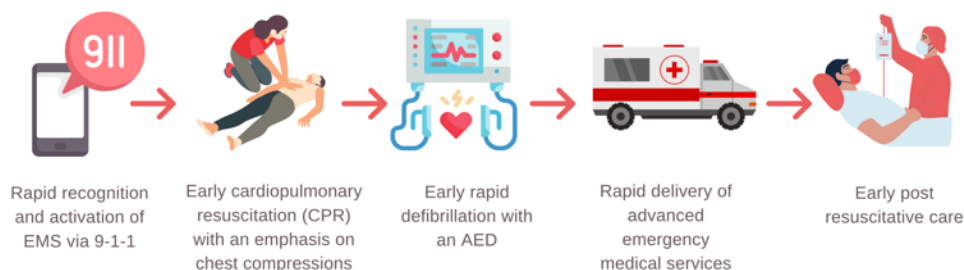 911
Rapid recognition
and activation of
EMS via 9-1-1
Early cardiopulmonary
resuscitation (CPR)
with an emphasis on
chest compressions
Early rapid
defibrillation with
an AED
Rapid delivery of
advanced
emergency
medical services
Early post
resuscitative care